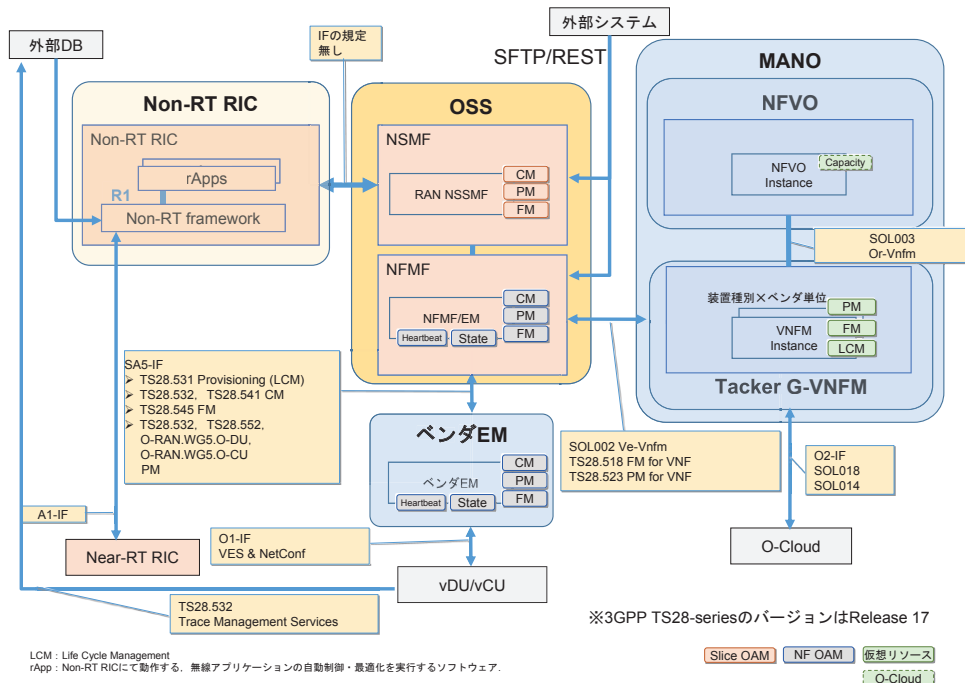 外部DB
IFの規定
無し
外部システム
SFTP/REST
MANO
Non-RT RIC
OSS
NFVO
Non-RT RIC
rApps
R1
Non-RT framework
NSMF
RAN NSSMF
CM
PM
FM
NFVO
Instance
Capacity
SOL003
Or-Vnfm
NFMF
NFMF/EM
CM
PM
FM
Heartbeat
State
装置種別×ベンダ単位
VNFM
Instance
PM
FM
LCM
Tacker G-VNFM
SA5-IF
➢ TS28.531 Provisioning (LCM)
➢ TS28.532, TS28.541 CM
➢ TS28.545 FM
➢ TS28.532, TS28.552,
O-RAN.WG5.O-DU,
O-RAN.WG5.O-CU
PM
ベンダEM
ベンダEM
CM
PM
FM
Heartbeat
State
SOL002 Ve-Vnfm
TS28.518 FM for VNF
TS28.523 PM for VNF
O2-IF
SOL018
SOL014
A1-IF
Near-RT RIC
O1-IF
VES & NetConf
O-Cloud
vDU/vCU
TS28.532
Trace Management Services
※3GPP TS28-seriesのバージョンはRelease 17
LCM : Life Cycle Management
rApp : Non-RT RICにて動作する, 無線アプリケーションの自動制御・最適化を実行するソフトウェア.
Slice OAM
NF OAM
仮想リソース
O-Cloud